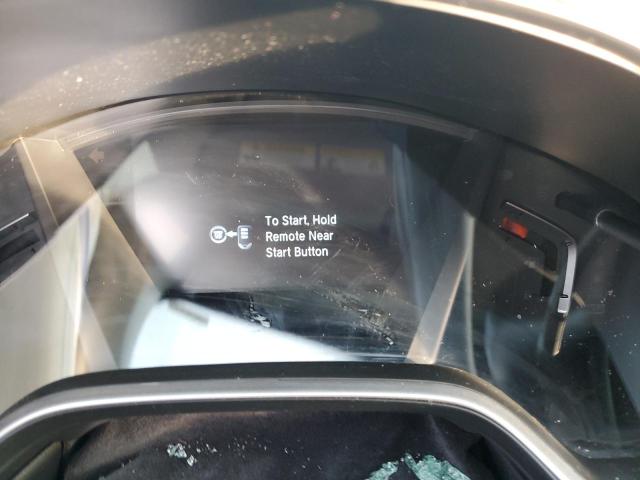 To Start, Hold
Remote Near
Start Button